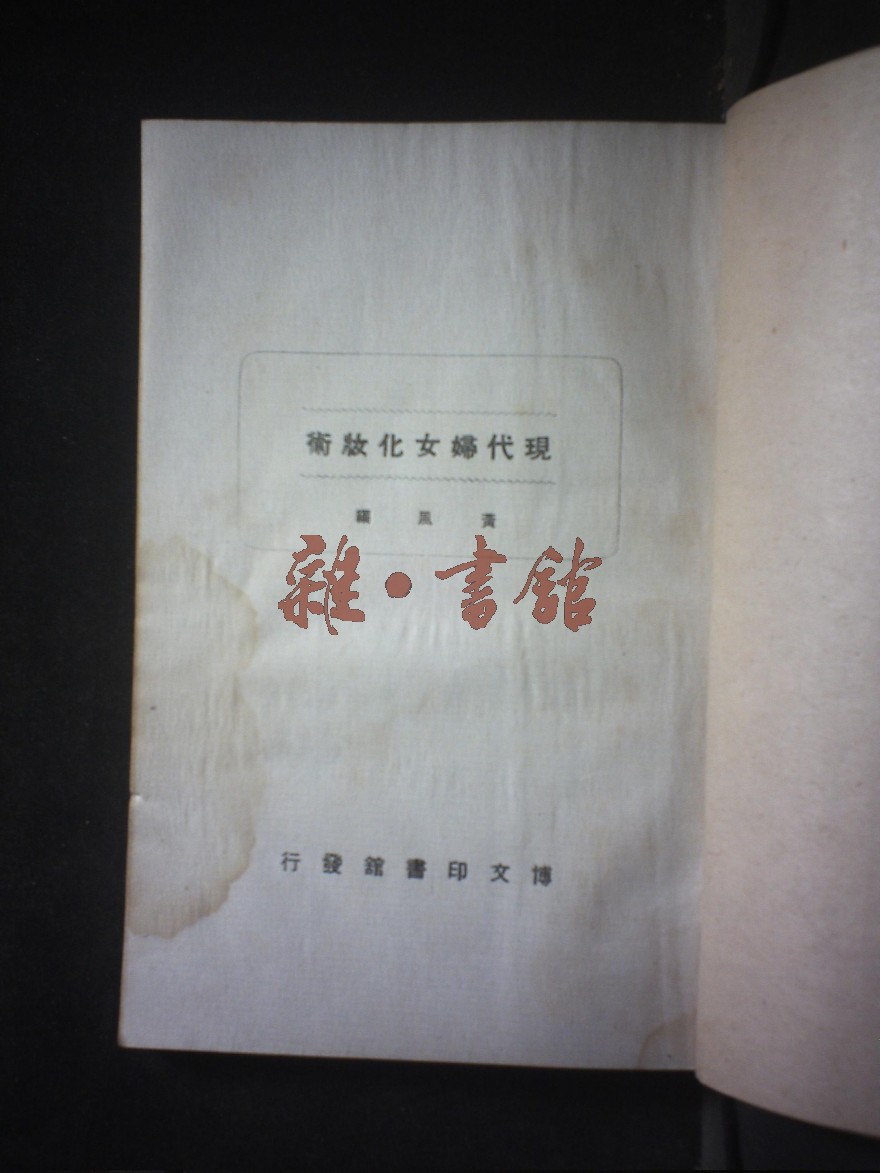 現代婦女化妝術
黃風編
雜·書館
博文印書館發行